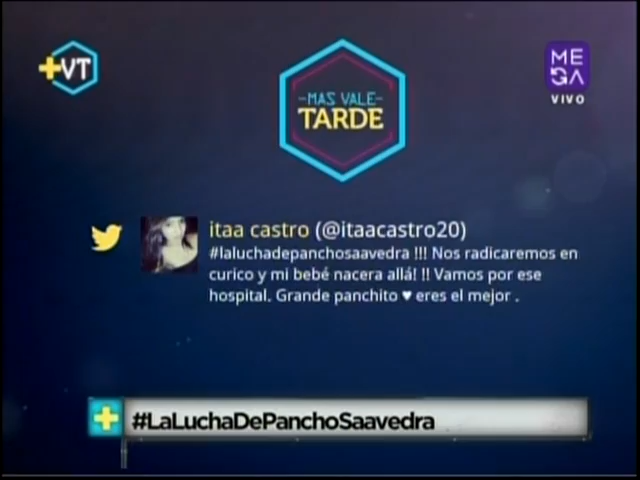 +VT
MEGA
VIVO
MAS VALE
TARDE
itaa castro (@itaacastro20)
#laluchadepanchosaavedra !!! Nos radicaremos en
curico y mi bebé nacera allá! !! Vamos por ese
hospital. Grande panchito ♥ eres el mejor .
#LaLuchaDePanchoSaavedra